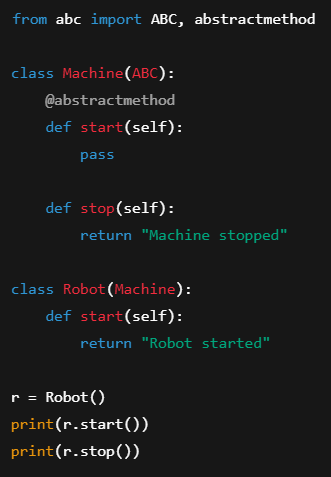 from abc import ABC, abstractmethod

class Machine(ABC):
    @abstractmethod
    def start(self):
        pass

    def stop(self):
        return "Machine stopped"

class Robot(Machine):
    def start(self):
        return "Robot started"

r = Robot()
print(r.start())
print(r.stop())